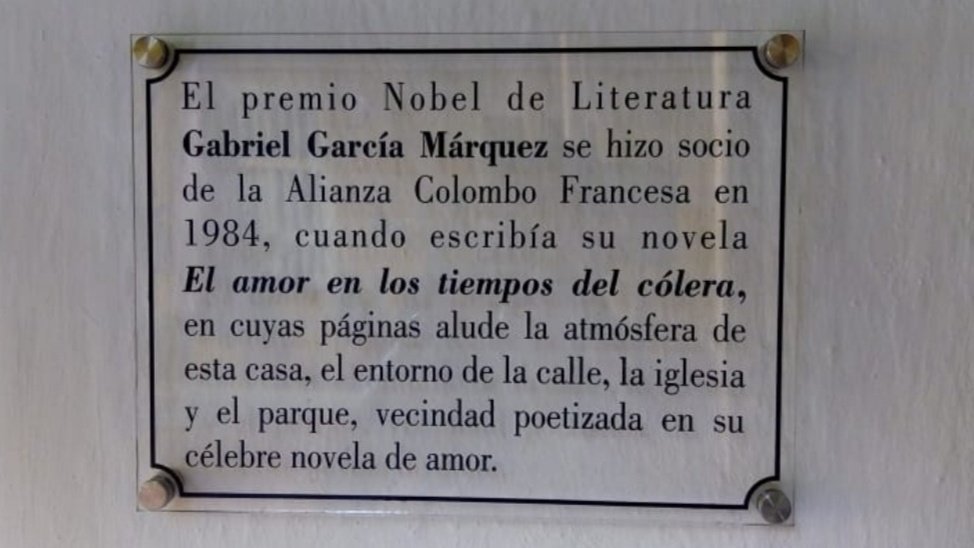 El premio Nobel de Literatura
Gabriel García Márquez se hizo socio
de la Alianza Colombo Francesa en
1984, cuando escribía su novela
El amor en los tiempos del cólera,
en cuyas páginas alude la atmósfera de
esta casa, el entorno de la calle, la iglesia
y el parque, vecindad poetizada en su
célebre novela de amor.